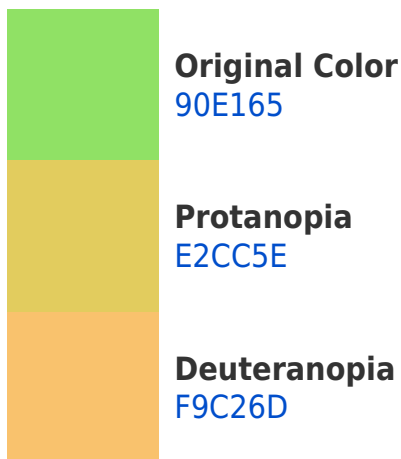 Original Color
90E165
Protanopia
E2CC5E
Deuteranopia
F9C26D